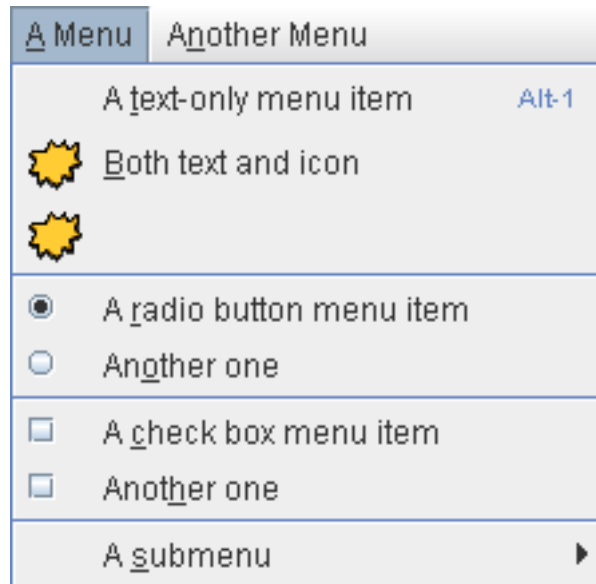 A Menu Another Menu
A text-only menu item Alt-1
Both text and icon
A radio button menu item
Another one
A check box menu item
Another one
A submenu